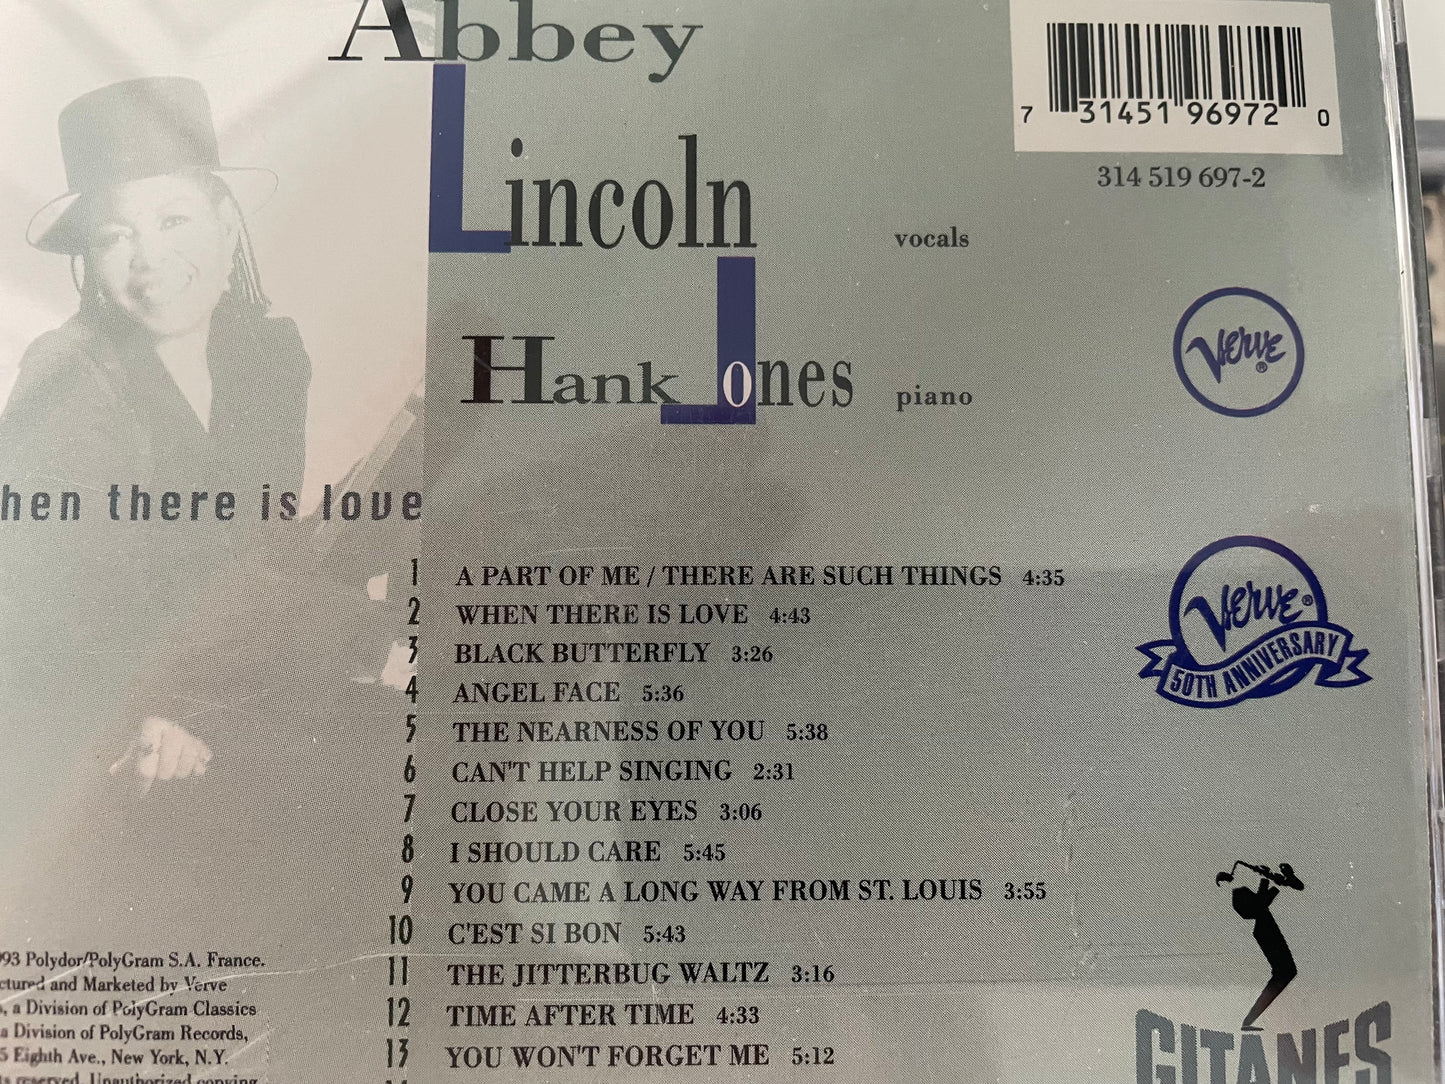 Abbey
Lincoln
vocals
Hank Jones
piano
7 31451 96972 0
314 519 697-2
Verve®
hen there is love
1 A PART OF ME / THERE ARE SUCH THINGS 4:35
2 WHEN THERE IS LOVE 4:43
3 BLACK BUTTERFLY 3:26
4 ANGEL FACE 5:36
5 THE NEARNESS OF YOU 5:38
6 CAN'T HELP SINGING 2:31
7 CLOSE YOUR EYES 3:06
8 I SHOULD CARE 5:45
9 YOU CAME A LONG WAY FROM ST. LOUIS 3:55
10 C'EST SI BON 5:43
11 THE JITTERBUG WALTZ 3:16
12 TIME AFTER TIME 4:33
13 YOU WON'T FORGET ME 5:12
Verve®
50TH ANNIVERSARY
GITANES
993 Polydor/PolyGram S.A. France.
ctured and Marketed by Verve
s, a Division of PolyGram Classics
a Division of PolyGram Records,
5 Eighth Ave., New York, N.Y.
ts reserved. Unauthorized copying